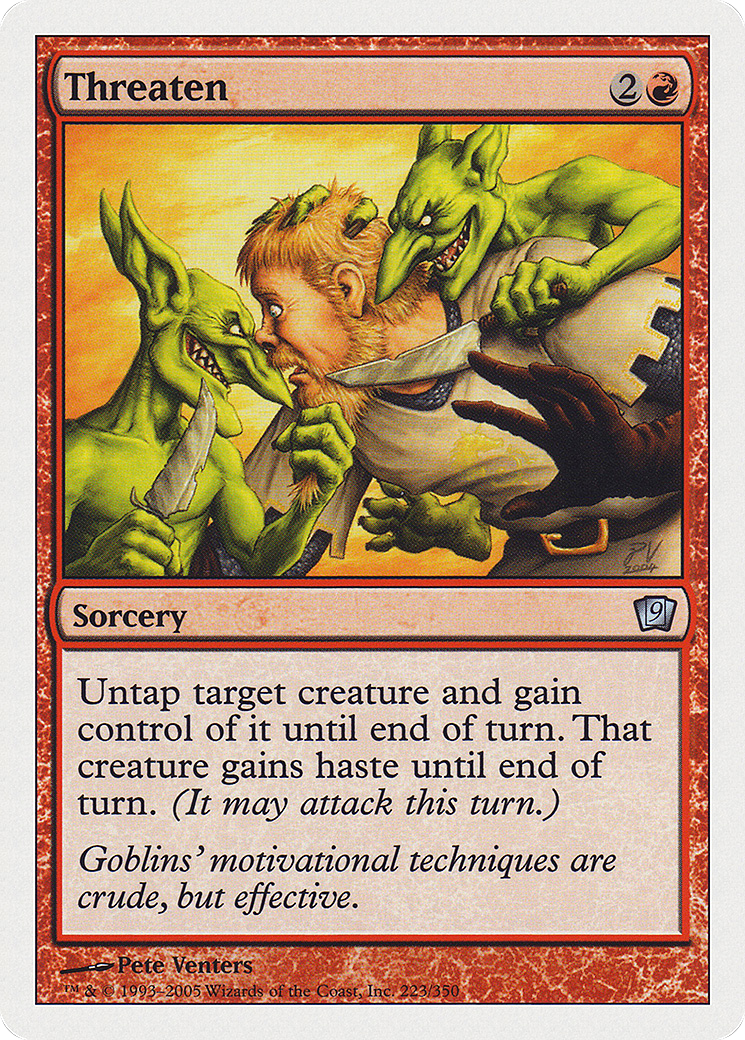 Threaten 2
PV
2004
Sorcery 9
Untap target creature and gain
control of it until end of turn. That
creature gains haste until end of
turn. (It may attack this turn.)
Goblins’ motivational techniques are
crude, but effective.
Pete Venters
™ & © 1993–2005 Wizards of the Coast, Inc. 223/350